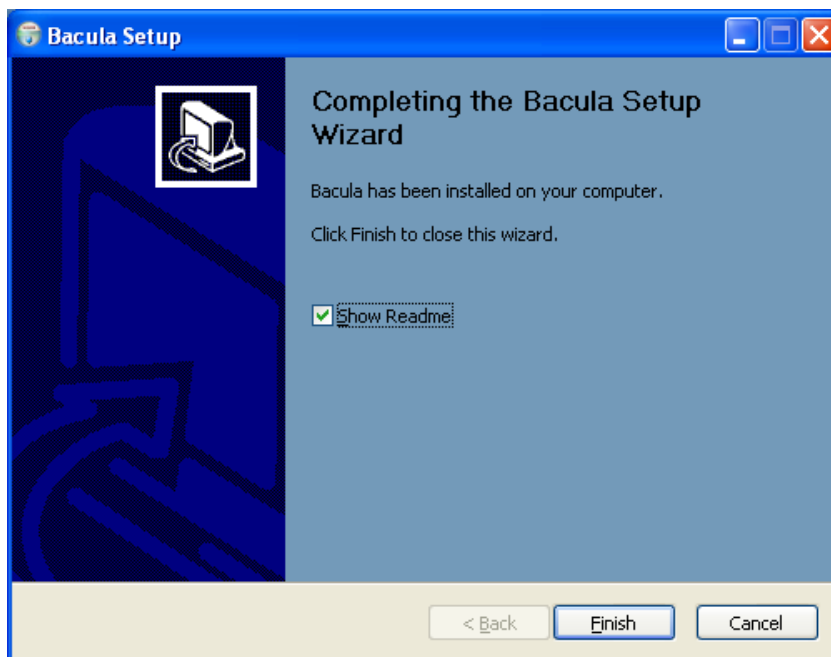 Bacula Setup
Completing the Bacula Setup
Wizard
Bacula has been installed on your computer.
Click Finish to close this wizard.
Show Readme
< Back
Finish
Cancel